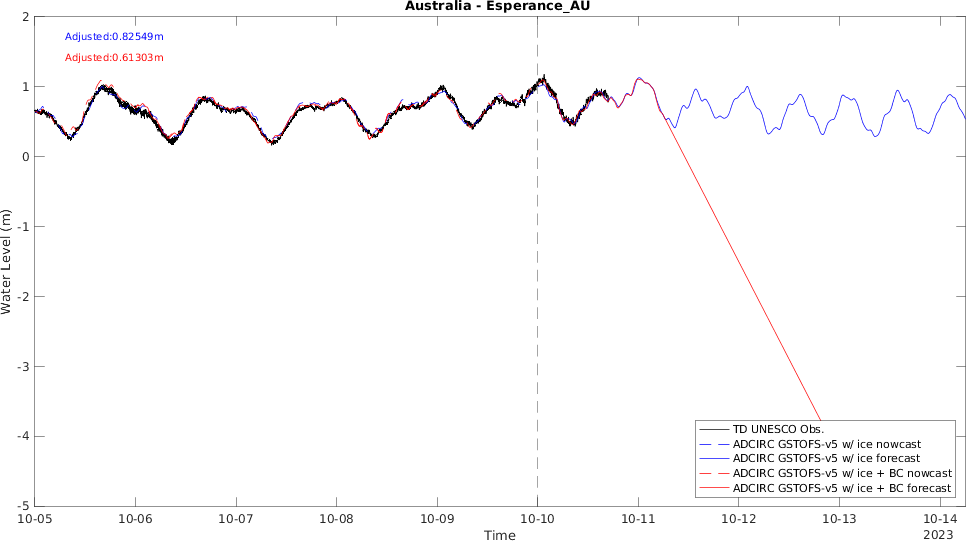 Australia - Esperance_AU
Adjusted:0.82549m
Adjusted:0.61303m
2
1
0
-1
-2
-3
-4
-5
Water Level (m)
TD UNESCO Obs.
ADCIRC GSTOFS-v5 w/ ice nowcast
ADCIRC GSTOFS-v5 w/ ice forecast
ADCIRC GSTOFS-v5 w/ ice + BC nowcast
ADCIRC GSTOFS-v5 w/ ice + BC forecast
10-05 10-06 10-07 10-08 10-09 10-10 10-11 10-12 10-13 10-14
Time
2023